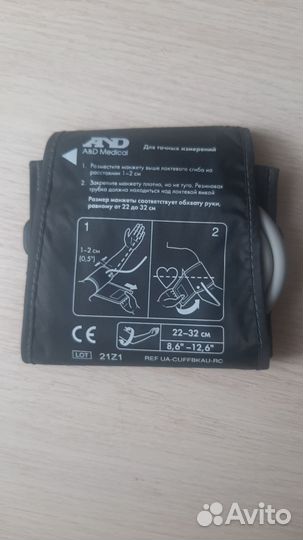 AND
A&D Medical
Для точных измерений
1. Разместите манжету выше локтевого сгиба на
расстоянии 1–2 см
2. Закрепите манжету плотно, но не туго. Резиновая
трубка должна находиться над локтевой ямкой
Размер манжеты соответствует обхвату руки,
равному от 22 до 32 см
1
2
1–2 см
(0,5")
CE
22–32 см
8,6"–12,6"
LOT 21Z1
REF UA-CUFFBKAU-RC
Avito